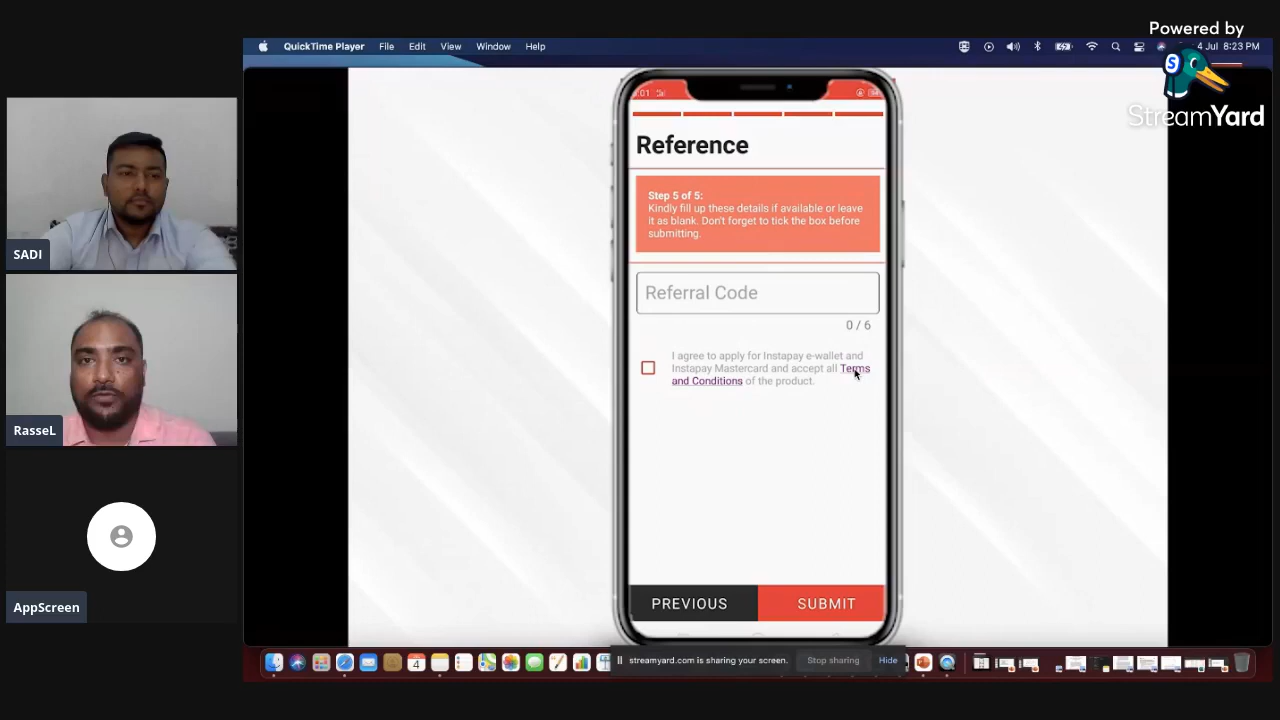 Powered by
StreamYard
QuickTime Player File Edit View Window Help
4 Jul 8:23 PM
SADI
RasseL
AppScreen
Reference
Step 5 of 5:
Kindly fill up these details if available or leave
it as blank. Don't forget to tick the box before
submitting.
Referral Code
0 / 6
I agree to apply for Instapay e-wallet and
Instapay Mastercard and accept all Terms
and Conditions of the product.
PREVIOUS SUBMIT
streamyard.com is sharing your screen. Stop sharing Hide